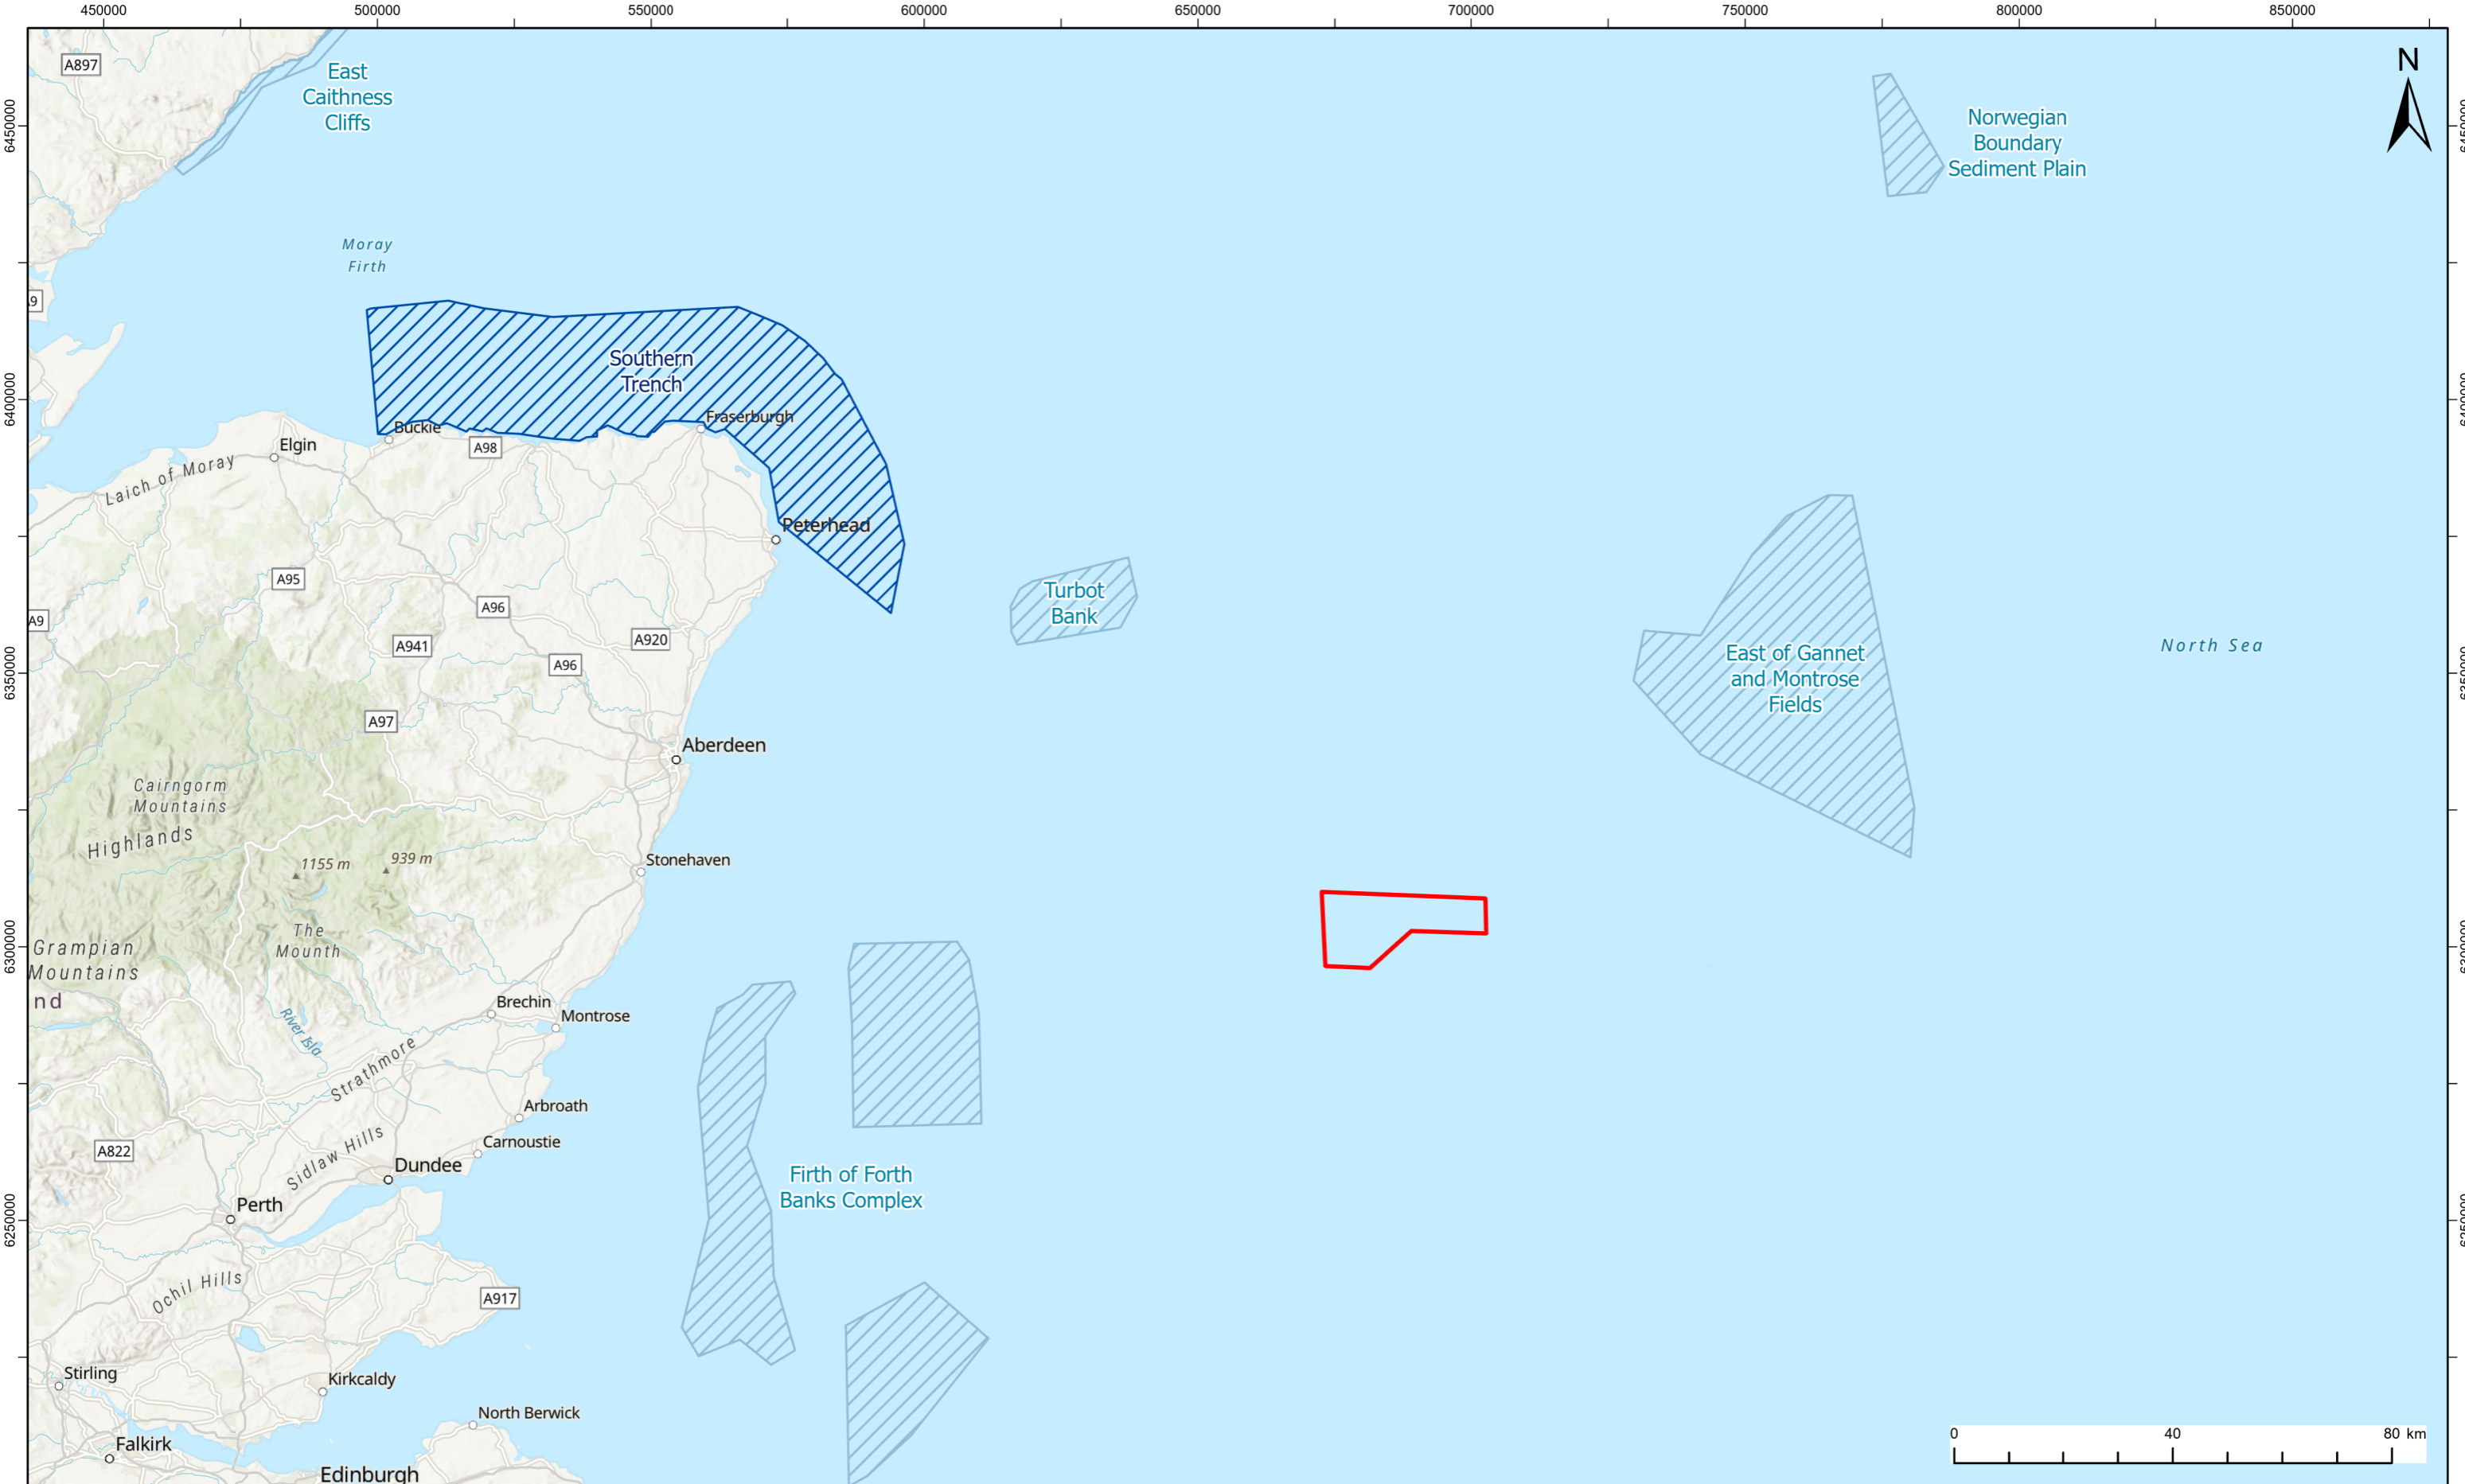 450000
500000
550000
600000
650000
700000
750000
800000
850000
6450000
6400000
6350000
6300000
6250000
N
A897
East
Caithness
Cliffs
Norwegian
Boundary
Sediment Plain
Moray
Firth
A9
Southern
Trench
Fraserburgh
Buckie
Elgin
A98
Laich of Moray
Peterhead
A95
A96
A9
Turbot
Bank
A941
A920
A96
East of Gannet
and Montrose
Fields
North Sea
A97
Aberdeen
Cairngorm
Mountains
Highlands
1155 m
939 m
Stonehaven
The
Mounth
Grampian
Mountains
nd
Brechin
Montrose
River Isla
Strathmore
Arbroath
Carnoustie
A822
Sidlaw Hills
Dundee
Perth
Firth of Forth
Banks Complex
Ochil Hills
A917
Stirling
Kirkcaldy
North Berwick
Falkirk
Edinburgh
0 40 80 km